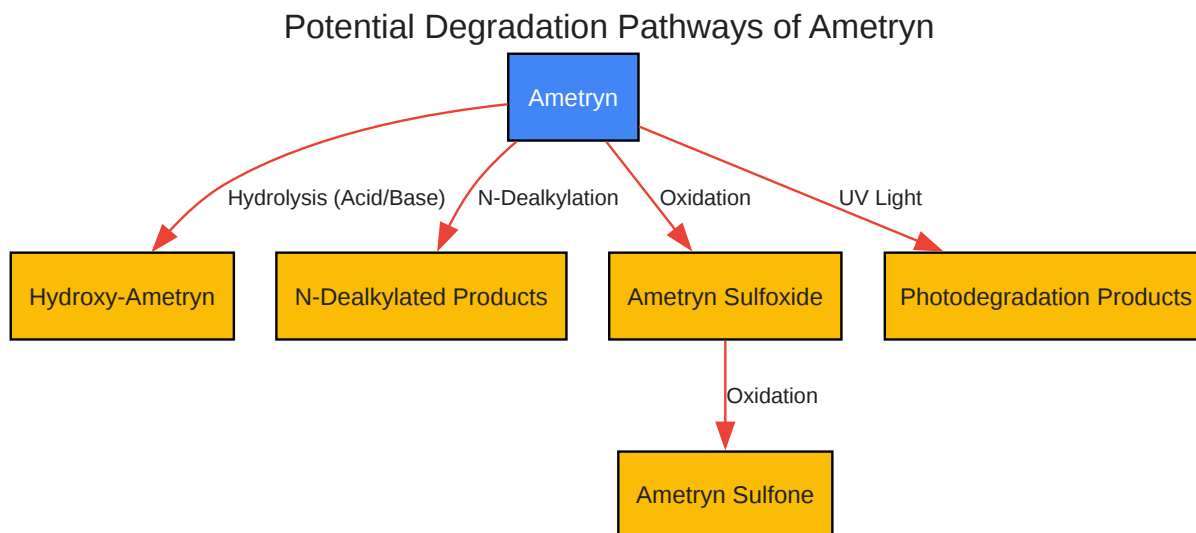 Potential Degradation Pathways of Ametryn
Ametryn
Hydrolysis (Acid/Base)
N-Dealkylation
Oxidation
UV Light
Hydroxy-Ametryn
N-Dealkylated Products
Ametryn Sulfoxide
Photodegradation Products
Oxidation
Ametryn Sulfone